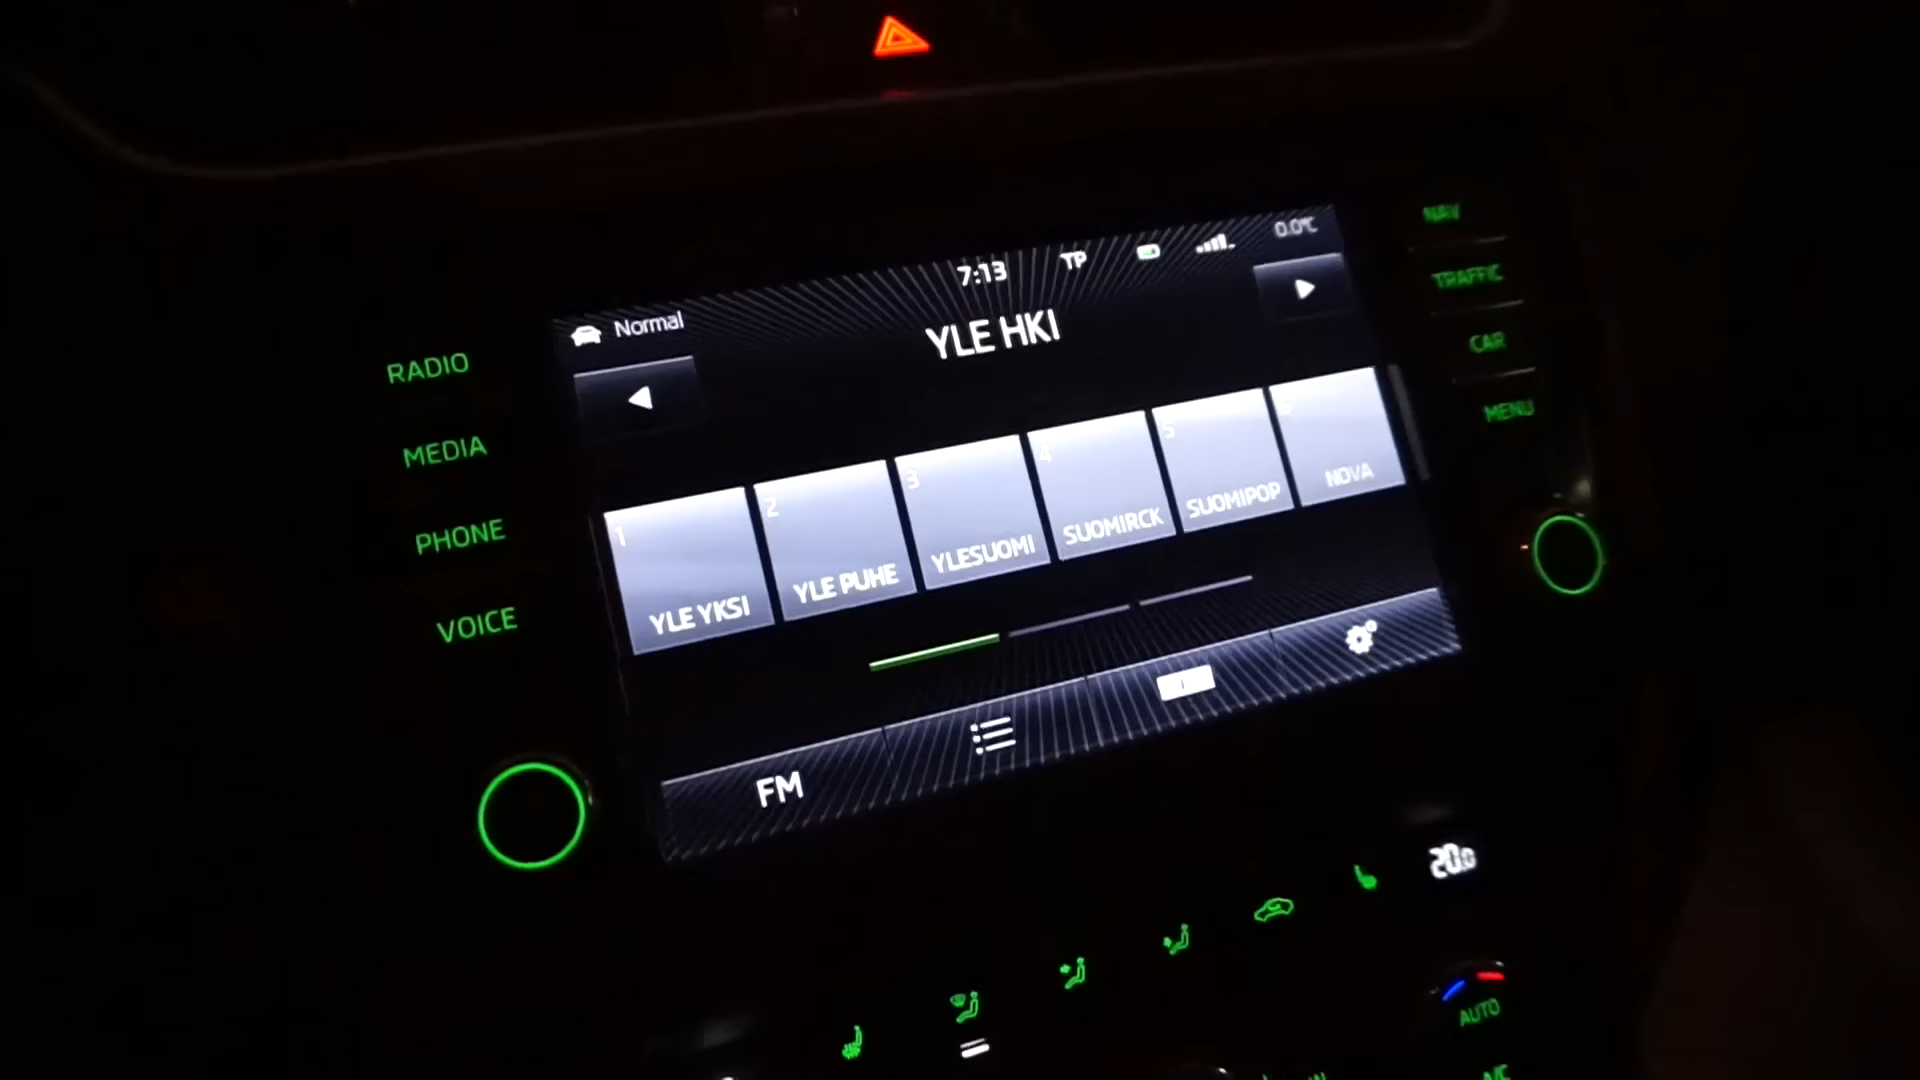 7:13 TP 0.0°C
Normal
YLE HKI
RADIO
MEDIA
PHONE
VOICE
NAV
TRAFFIC
CAR
MENU
1 YLE YKSI
2 YLE PUHE
3 YLESUOMI
4 SUOMIRCK
5 SUOMIPOP
NOVA
FM
20.0
AUTO
A/C